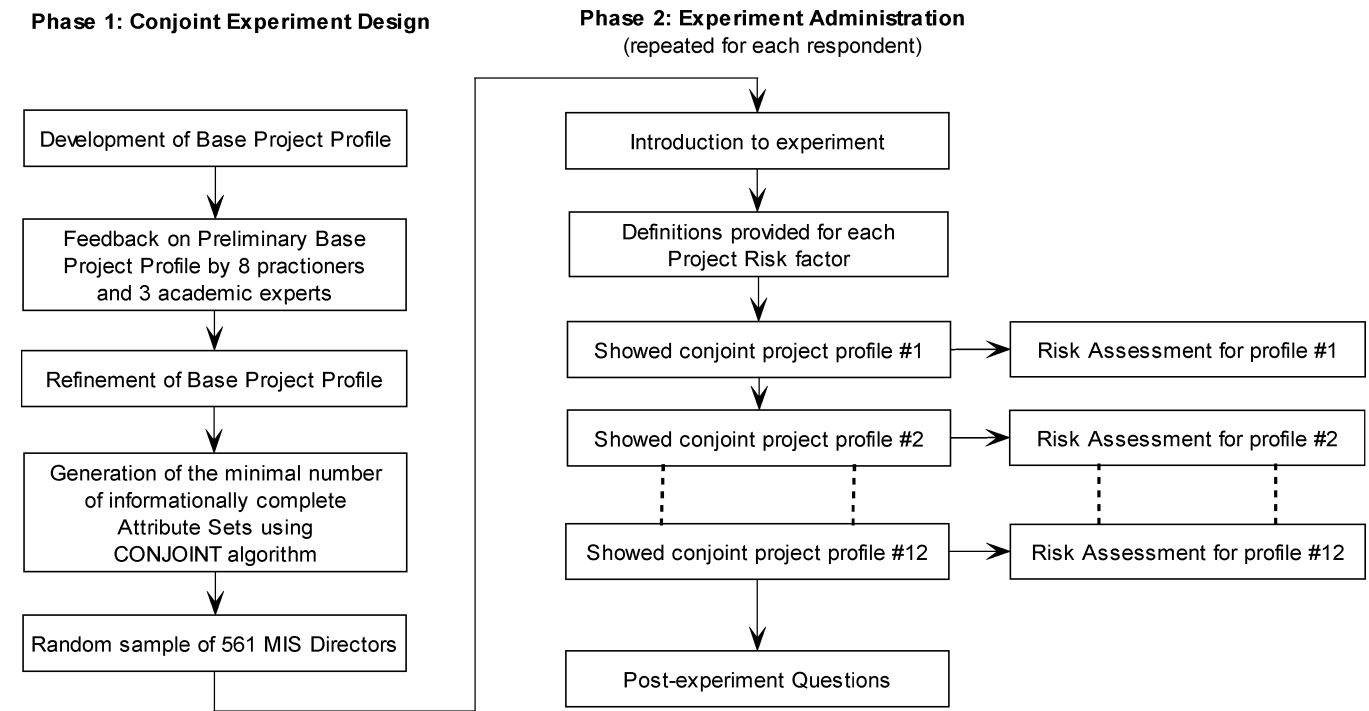 Phase 1: Conjoint Experiment Design
Development of Base Project Profile
Feedback on Preliminary Base
Project Profile by 8 practioners
and 3 academic experts
Refinement of Base Project Profile
Generation of the minimal number
of informationally complete
Attribute Sets using
CONJOINT algorithm
Random sample of 561 MIS Directors
Phase 2: Experiment Administration
(repeated for each respondent)
Introduction to experiment
Definitions provided for each
Project Risk factor
Showed conjoint project profile #1
Risk Assessment for profile #1
Showed conjoint project profile #2
Risk Assessment for profile #2
Showed conjoint project profile #12
Risk Assessment for profile #12
Post-experiment Questions